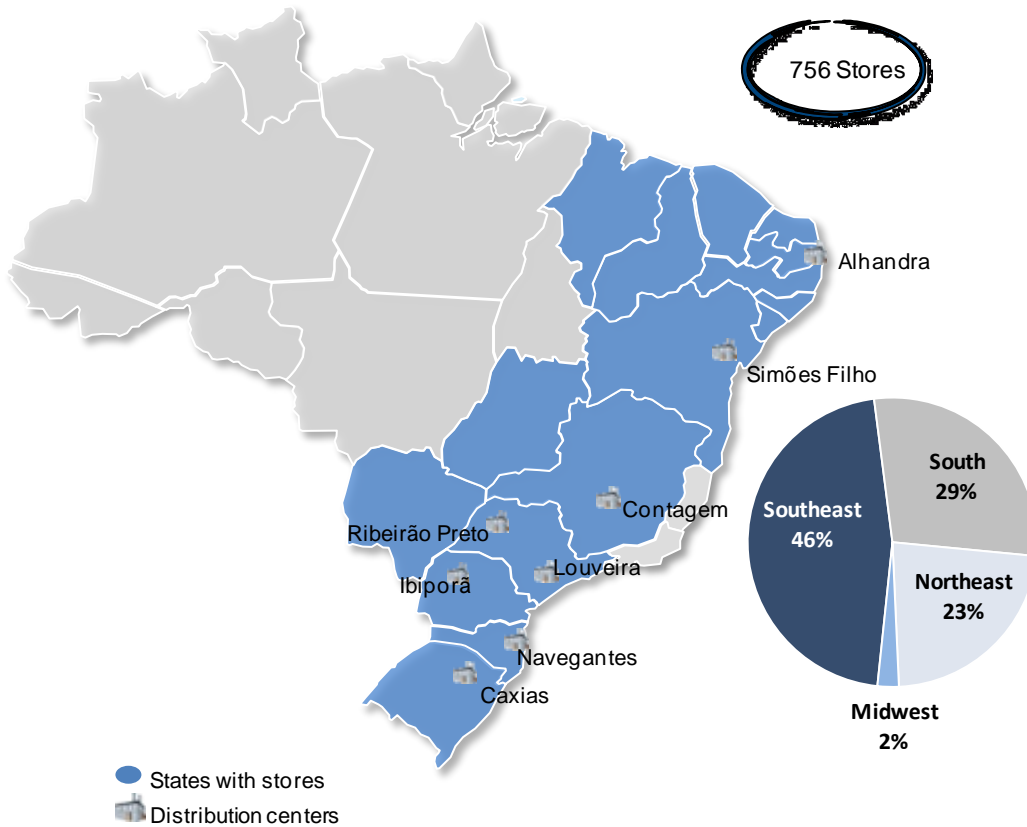 756 Stores
Alhandra
Simões Filho
South
29%
Southeast
46%
Contagem
Ribeirão Preto
Louveira
Ibiporã
Northeast
23%
Navegantes
Caxias
Midwest
2%
States with stores
Distribution centers